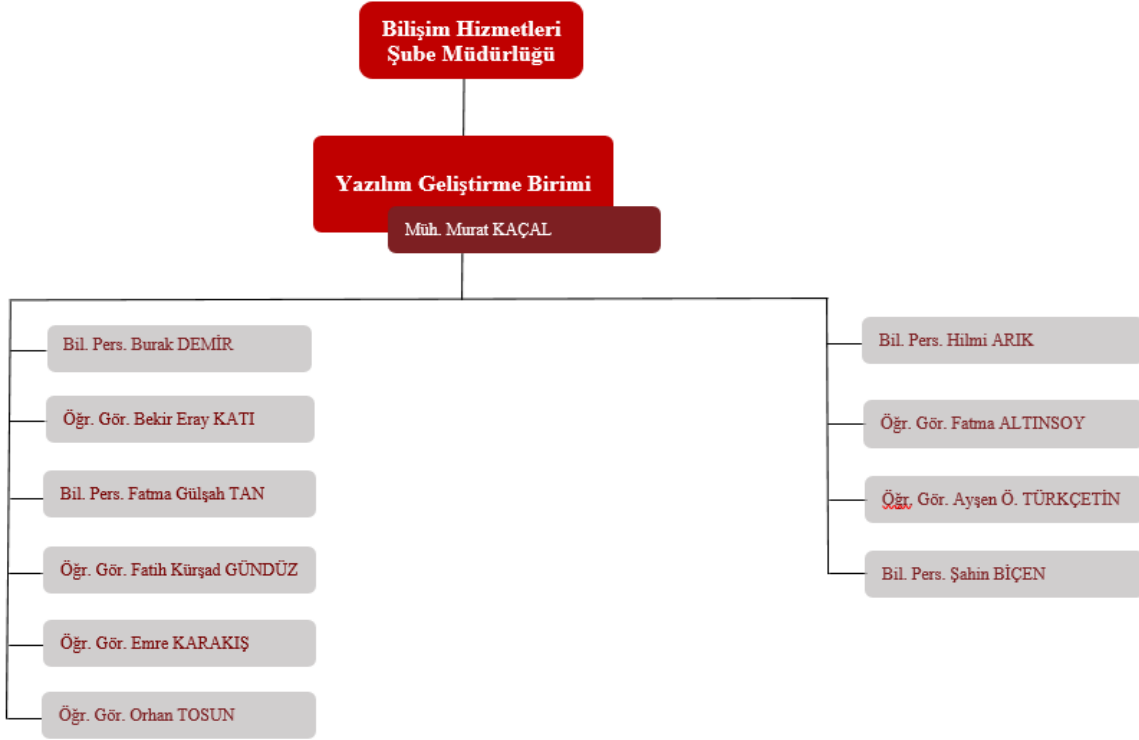 Bilişim Hizmetleri
Şube Müdürlüğü
Yazılım Geliştirme Birimi
Müh. Murat KAÇAL
Bil. Pers. Burak DEMİR
Öğr. Gör. Bekir Eray KATI
Bil. Pers. Fatma Gülşah TAN
Öğr. Gör. Fatih Kürşad GÜNDÜZ
Öğr. Gör. Emre KARAKIŞ
Öğr. Gör. Orhan TOSUN
Bil. Pers. Hilmi ARIK
Öğr. Gör. Fatma ALTINSOY
Öğr. Gör. Ayşen Ö. TÜRKÇETİN
Bil. Pers. Şahin BİÇEN